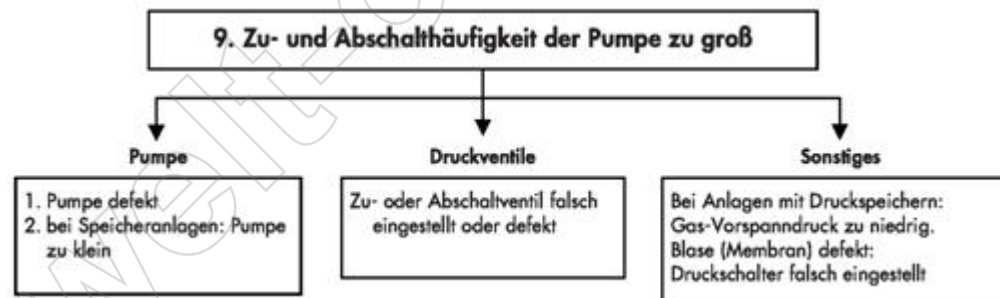 9. Zu- und Abschalthäufigkeit der Pumpe zu groß
Pumpe
1. Pumpe defekt
2. bei Speicheranlagen: Pumpe
zu klein
Druckventile
Zu- oder Abschaltventil falsch
eingestellt oder defekt
Sonstiges
Bei Anlagen mit Druckspeichern:
Gas-Vorspanndruck zu niedrig.
Blase (Membran) defekt:
Druckschalter falsch eingestellt